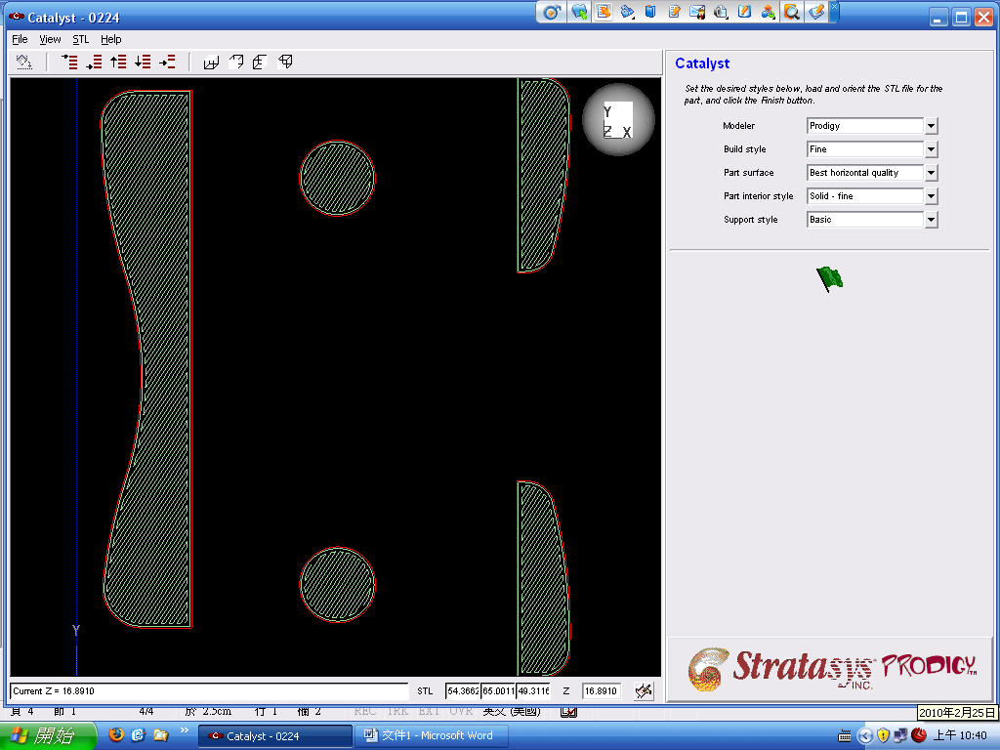 Catalyst - 0224
File View STL Help
Catalyst
Set the desired styles below, load and orient the STL file for the
part, and click the Finish button.
Modeler Prodigy
Build style Fine
Part surface Best horizontal quality
Part interior style Solid - fine
Support style Basic
Y
Z X
Y
Stratasys INC. PRODIGY TM
Current Z = 16.8910 STL 54.3662 65.0011 49.3116 Z 16.8910
頁 4 節 1 4/4 於 2.5cm 行 1 欄 2 REC TRK EXT OVR 英文 (美國)
2010年2月25日
開始 Catalyst - 0224 文件1 - Microsoft Word 上午 10:40